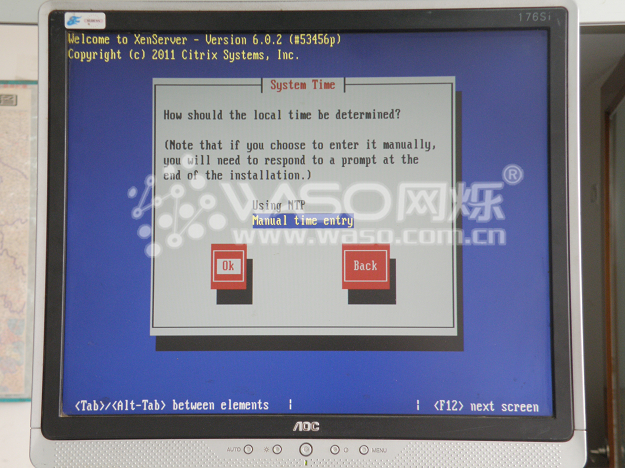 176Si
Welcome to XenServer - Version 6.0.2 (#53456p)
Copyright (c) 2011 Citrix Systems, Inc.
System Time
How should the local time be determined?
(Note that if you choose to enter it manually,
you will need to respond to a prompt at the
end of the installation.)
WASO网烁®
Using NTP
Manual time entry
www.waso.com.cn
Ok Back
<Tab>/<Alt-Tab> between elements | | <F12> next screen
AOC
AUTO MENU